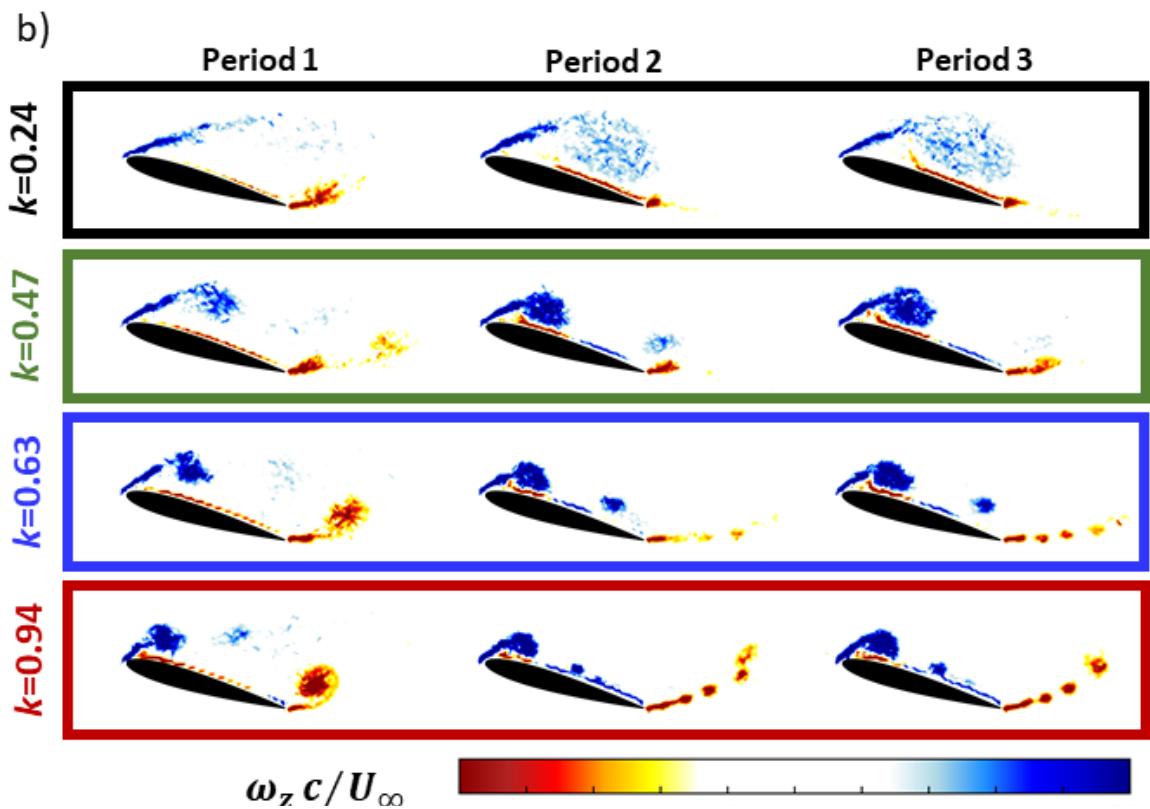 b)
Period 1 Period 2 Period 3
k=0.24
k=0.47
k=0.63
k=0.94
ω_z c/U_∞